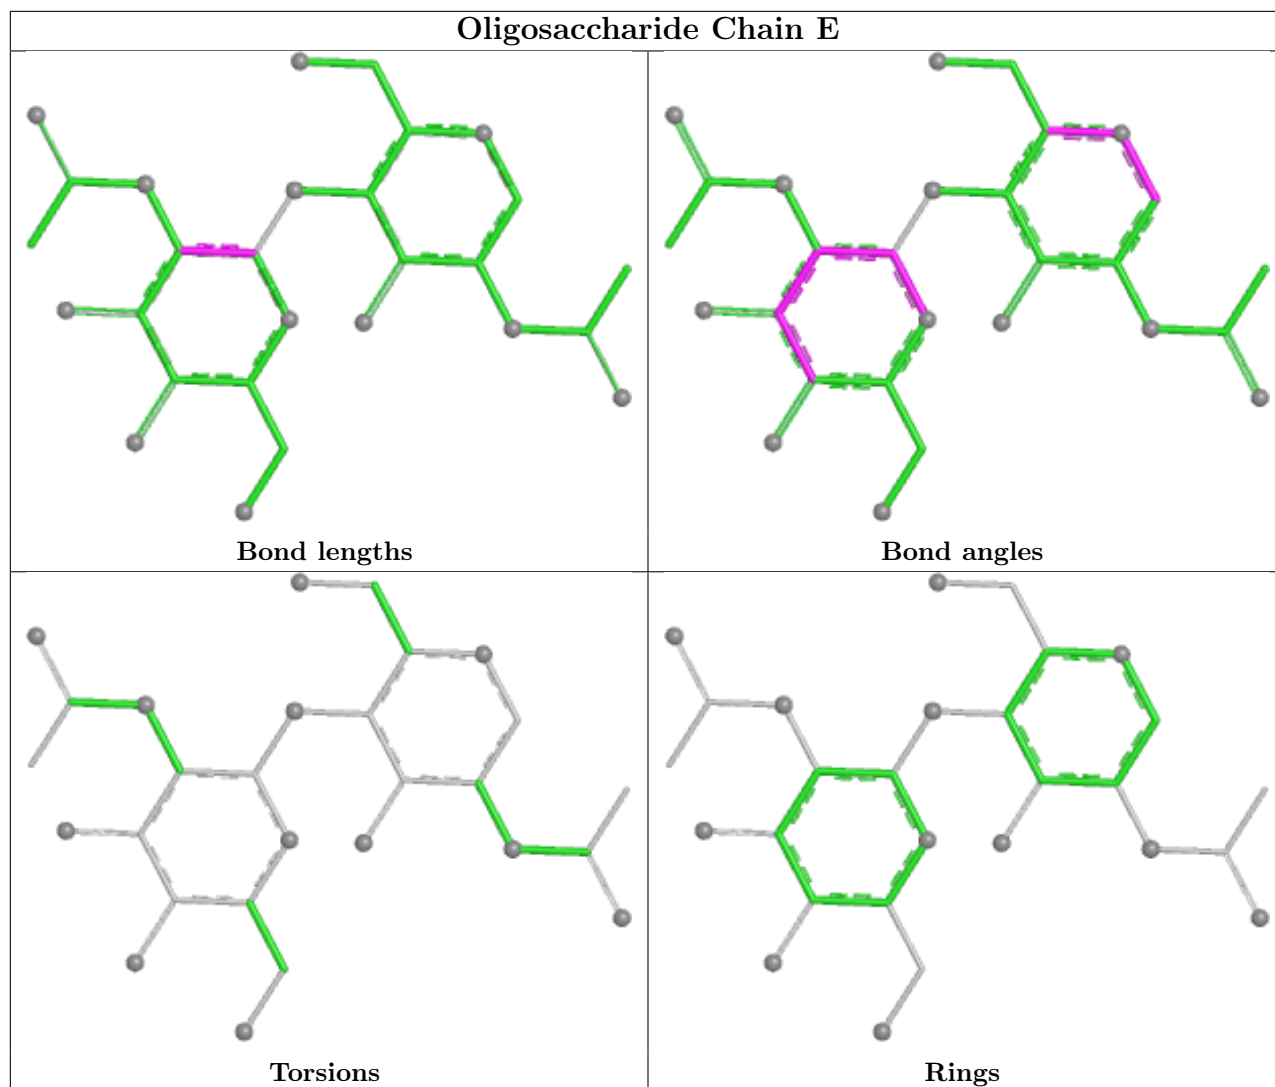 Oligosaccharide Chain E
Bond lengths
Bond angles
Torsions
Rings